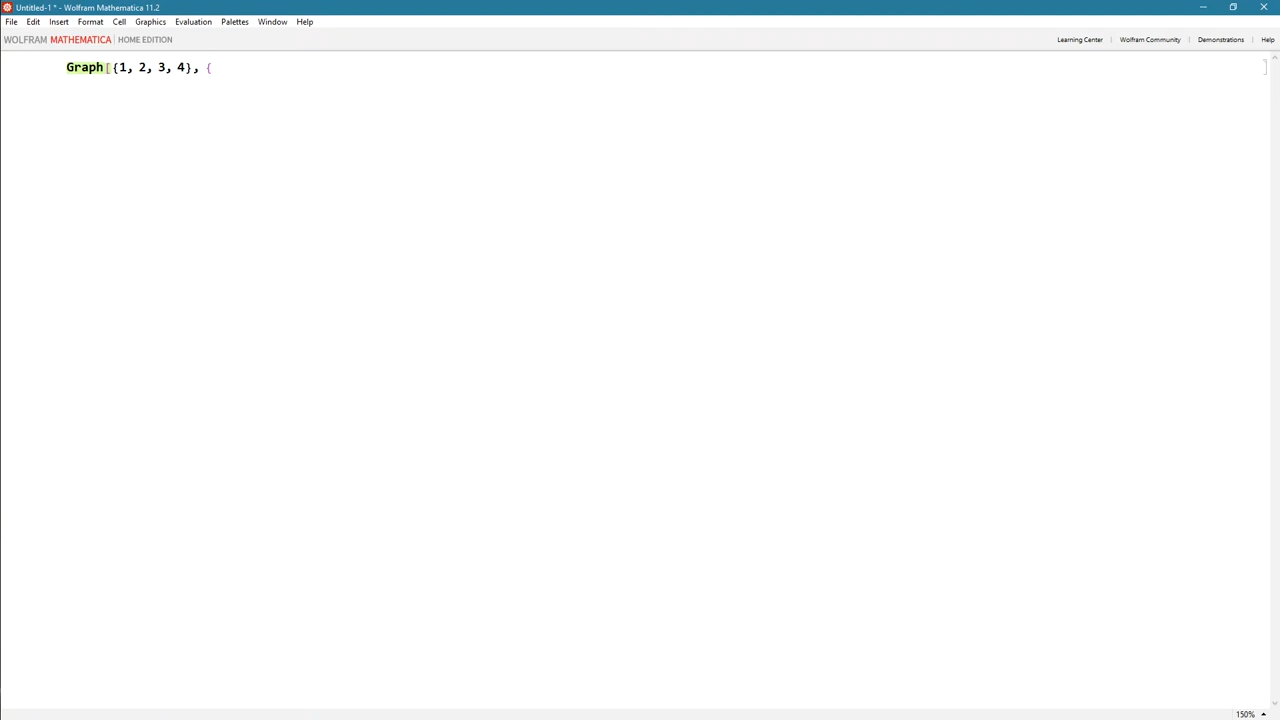 Untitled-1 * - Wolfram Mathematica 11.2
File Edit Insert Format Cell Graphics Evaluation Palettes Window Help
WOLFRAM MATHEMATICA | HOME EDITION Learning Center Wolfram Community Demonstrations Help
Graph[{1, 2, 3, 4}, {
150%